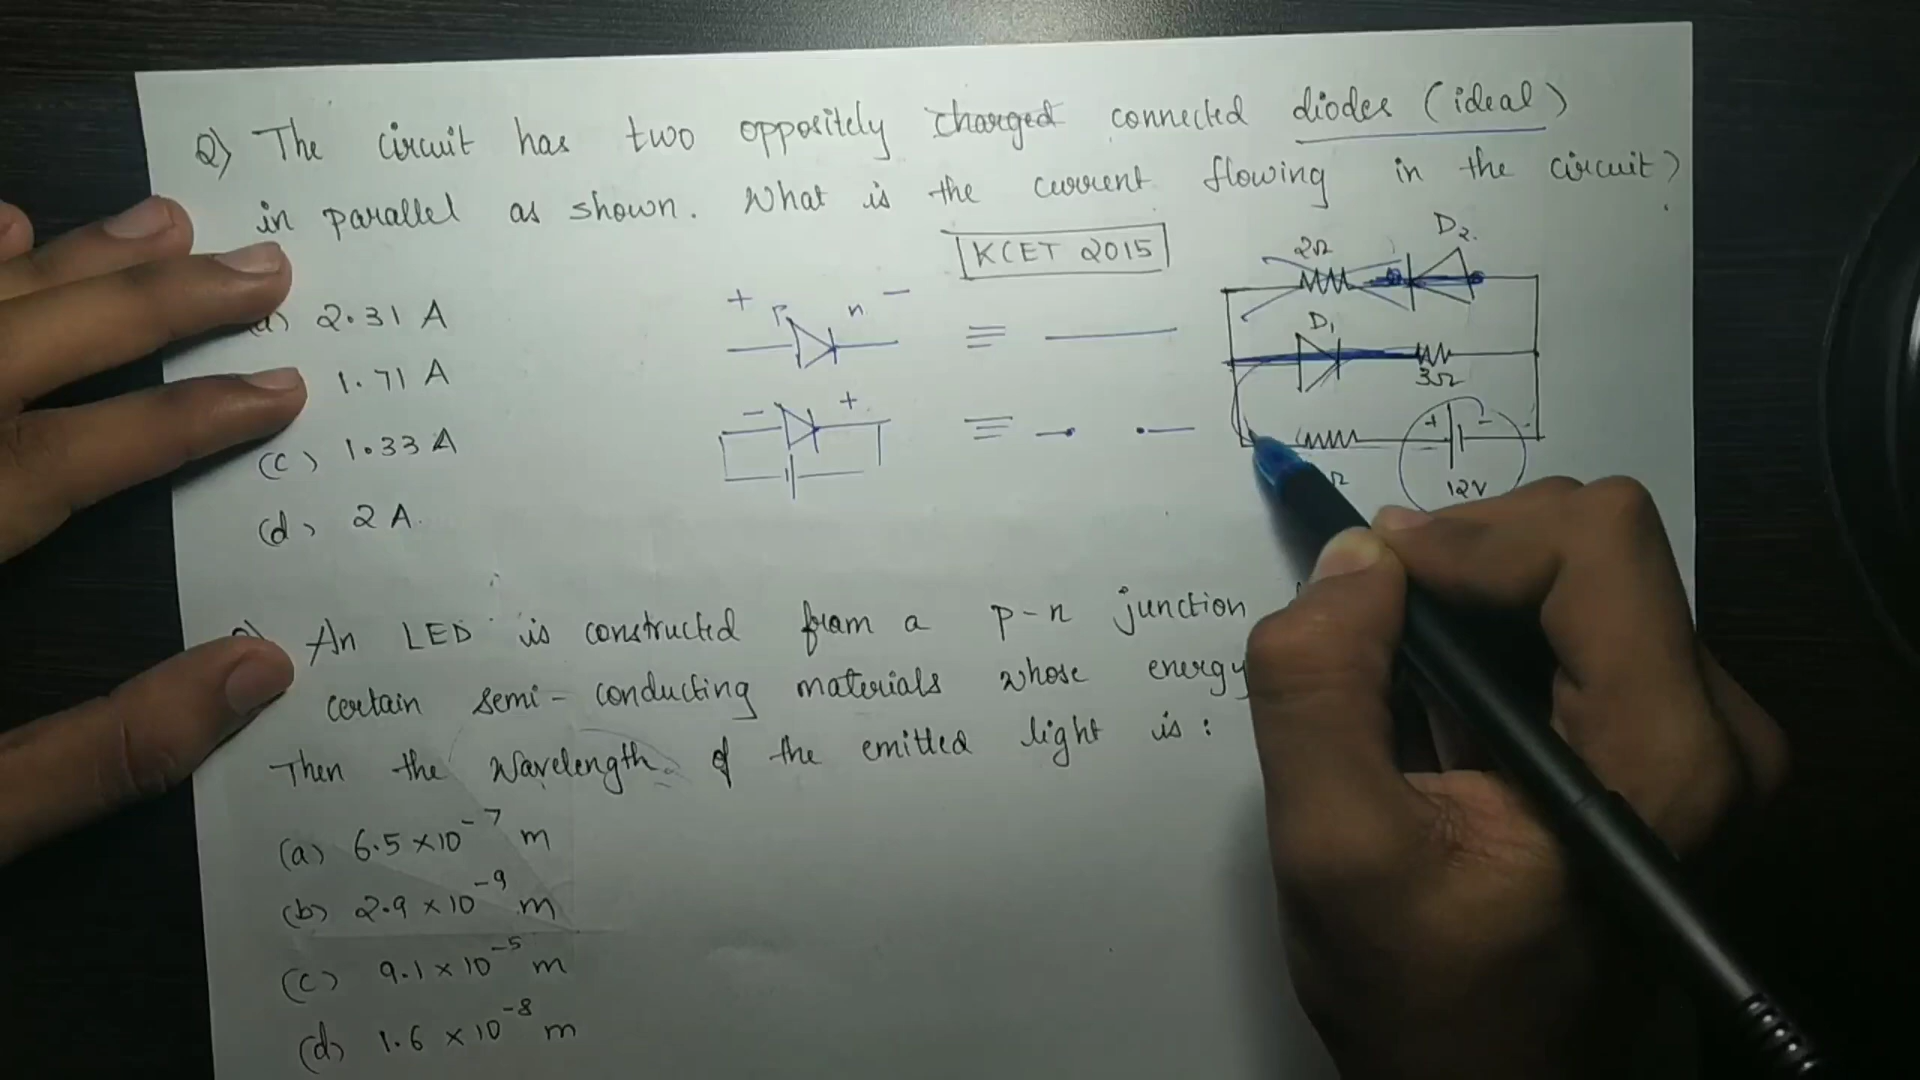 Q) The circuit has two oppositely charged connected diodes (ideal)
in parallel as shown. What is the current flowing in the circuit?
KCET 2015
(a) 2.31 A
1.71 A
(c) 1.33 A
(d) 2 A.
+ P n -
≡
- +
≡
2Ω D2
D1
3Ω
+ -
Ω 12V
Q) An LED is constructed from a p-n junction
certain semi-conducting materials whose energy
Then the wavelength of the emitted light is:
(a) 6.5 × 10^-7 m
(b) 2.9 × 10^-9 m
(c) 9.1 × 10^-5 m
(d) 1.6 × 10^-8 m